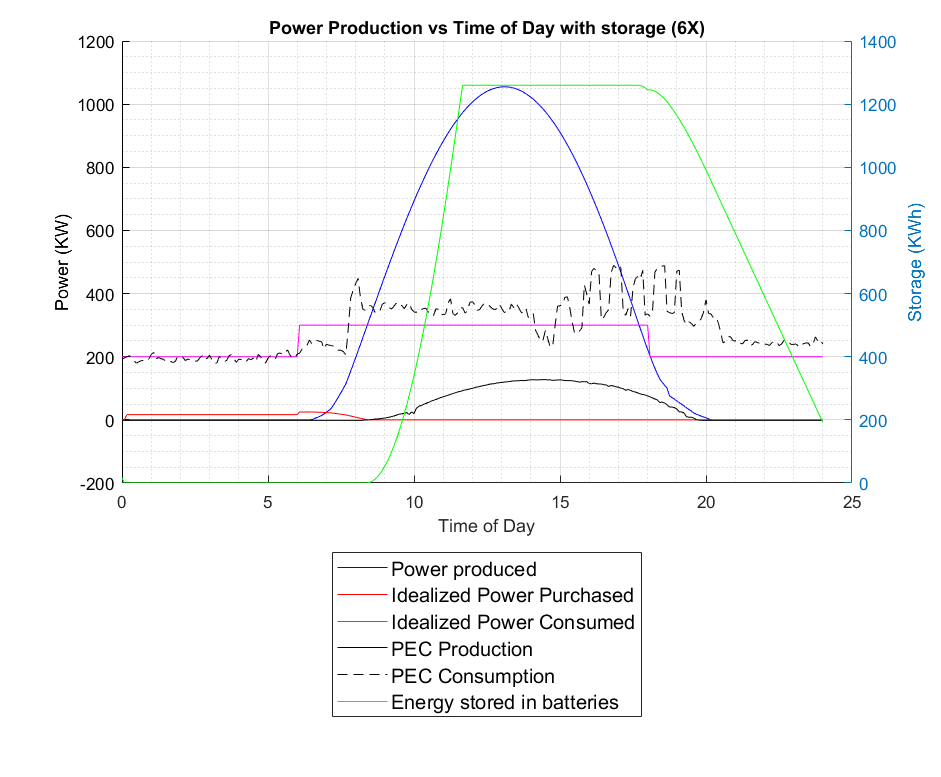 Power Production vs Time of Day with storage (6X)
1200
1000
800
600
400
200
0
-200
Power (KW)
1400
1200
1000
800
600
400
200
0
Storage (KWh)
0 5 10 15 20 25
Time of Day
Power produced
Idealized Power Purchased
Idealized Power Consumed
PEC Production
PEC Consumption
Energy stored in batteries